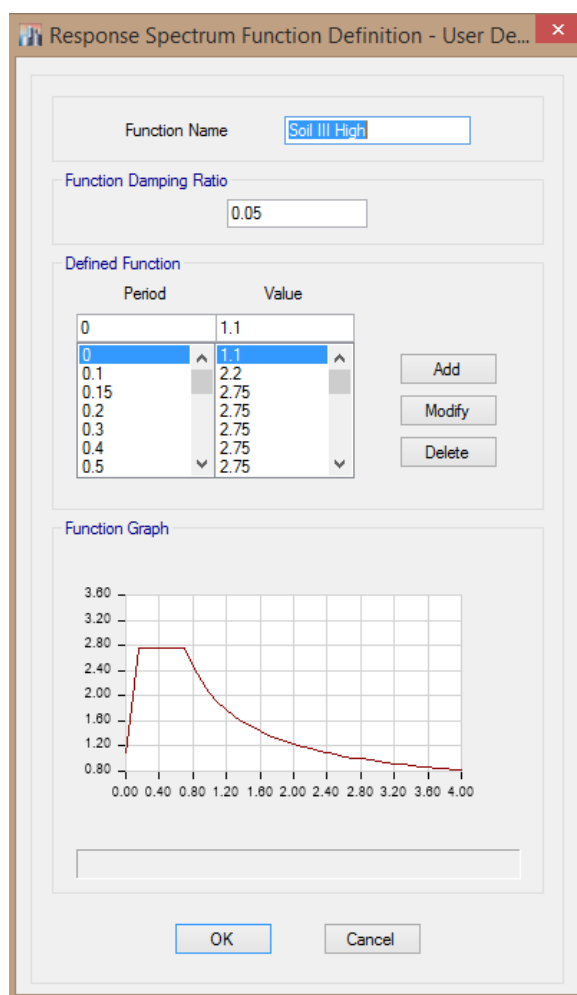 Response Spectrum Function Definition - User De...
Function Name
Soil III High
Function Damping Ratio
0.05
Defined Function
Period Value
0 1.1
0 1.1
0.1 2.2
0.15 2.75
0.2 2.75
0.3 2.75
0.4 2.75
0.5 2.75
Add
Modify
Delete
Function Graph
3.60
3.20
2.80
2.40
2.00
1.60
1.20
0.80
0.00 0.40 0.80 1.20 1.60 2.00 2.40 2.80 3.20 3.60 4.00
OK Cancel